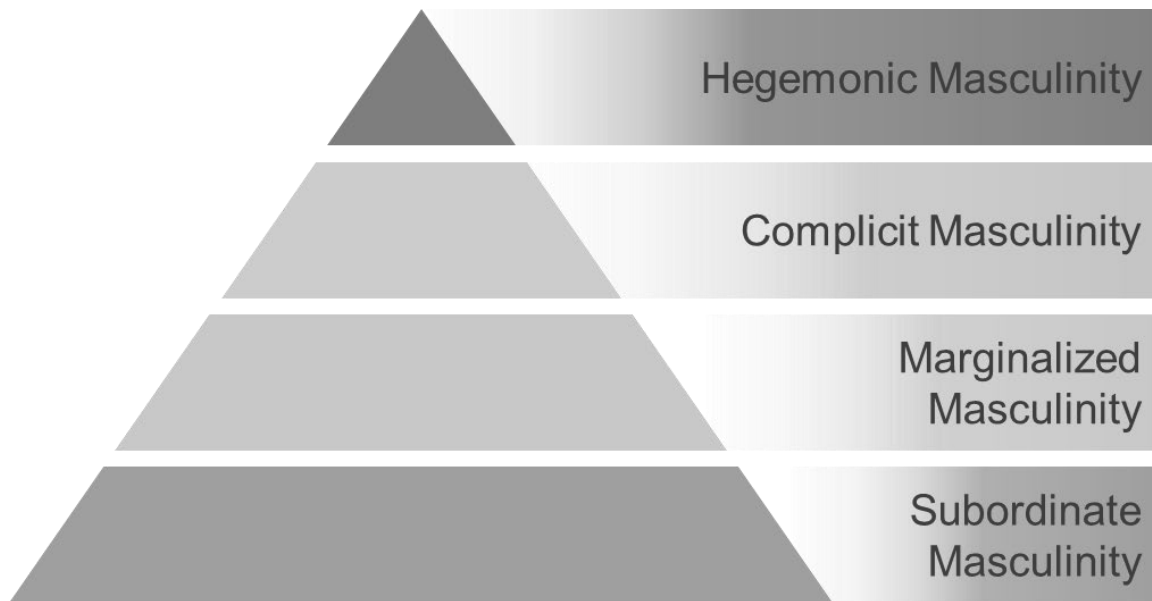 Hegemonic Masculinity
Complicit Masculinity
Marginalized
Masculinity
Subordinate
Masculinity